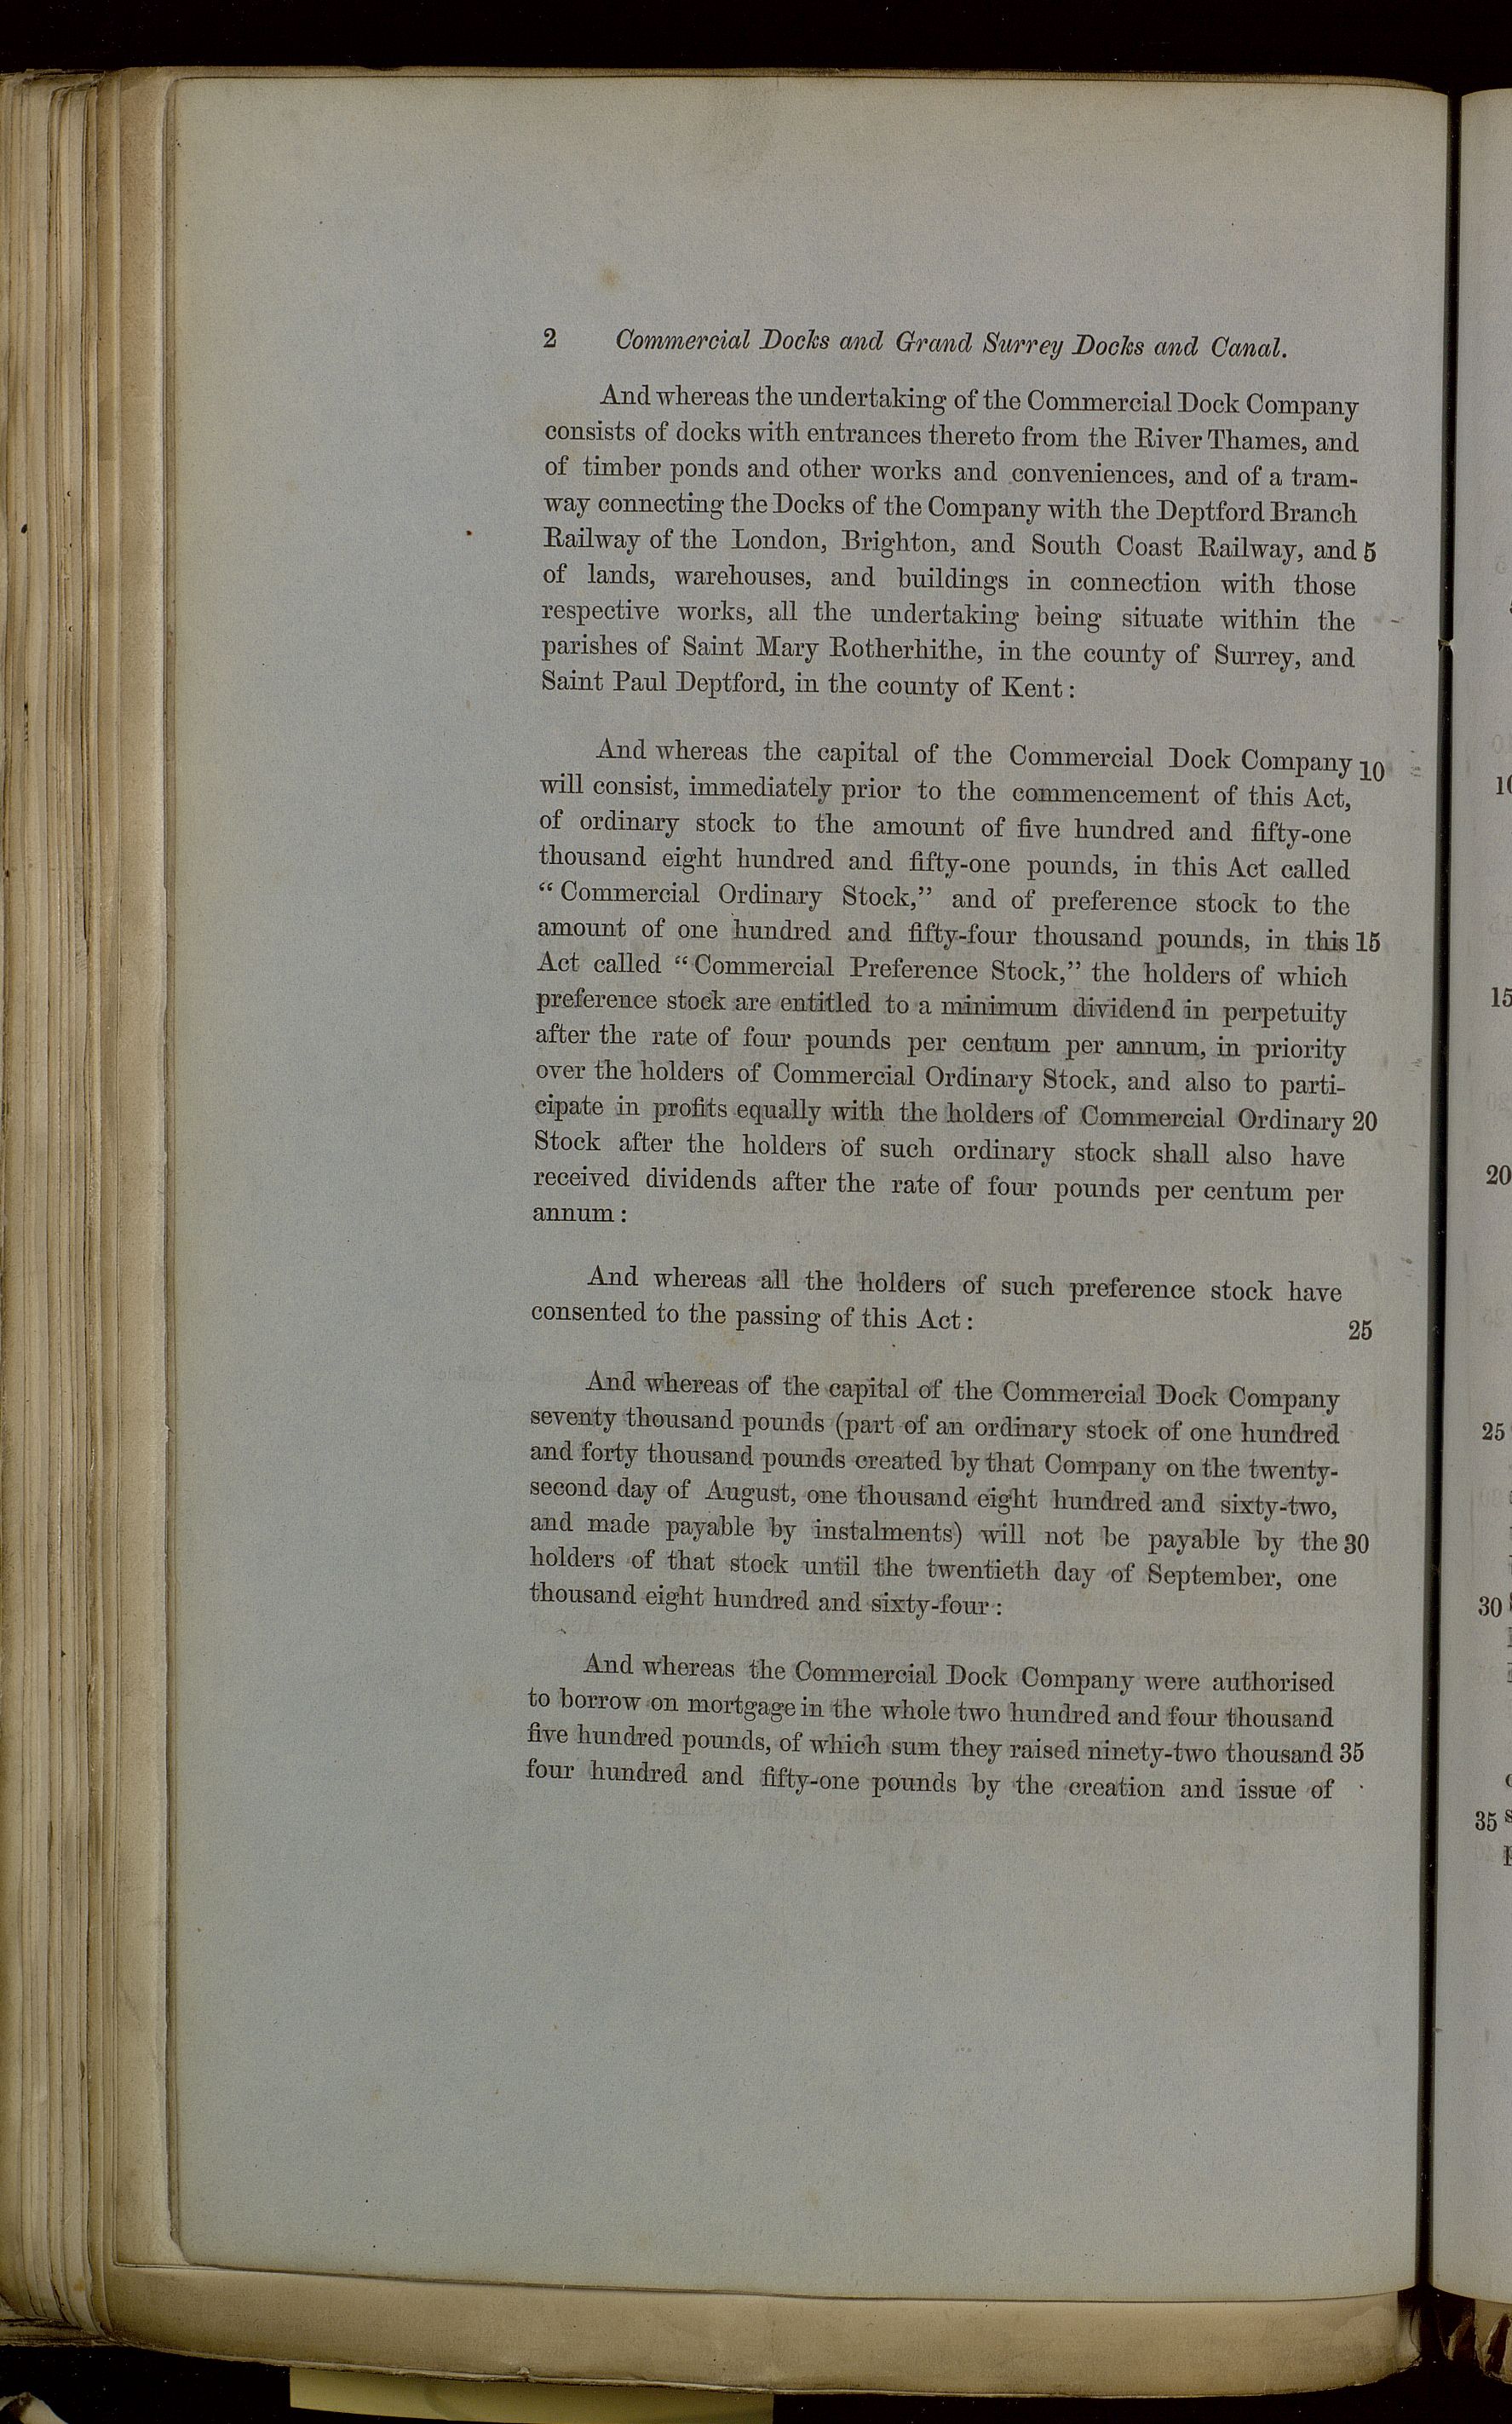 2 Commercial Docks and Grand Surrey Docks and Canal.
And whereas the undertaking of the Commercial Dock Company
consists of docks with entrances thereto from the River Thames, and
of timber ponds and other works and conveniences, and of a tram-
way connecting the Docks of the Company with the Deptford Branch
Railway of the London, Brighton, and South Coast Railway, and 5
of lands, warehouses, and buildings in connection with those
respective works, all the undertaking being situate within the
parishes of Saint Mary Rotherhithe, in the county of Surrey, and
Saint Paul Deptford, in the county of Kent:
And whereas the capital of the Commercial Dock Company 10
will consist, immediately prior to the commencement of this Act,
of ordinary stock to the amount of five hundred and fifty-one
thousand eight hundred and fifty-one pounds, in this Act called
“Commercial Ordinary Stock,” and of preference stock to the
amount of one hundred and fifty-four thousand pounds, in this 15
Act called “Commercial Preference Stock,” the holders of which
preference stock are entitled to a minimum dividend in perpetuity
after the rate of four pounds per centum per annum, in priority
over the holders of Commercial Ordinary Stock, and also to parti-
cipate in profits equally with the holders of Commercial Ordinary 20
Stock after the holders of such ordinary stock shall also have
received dividends after the rate of four pounds per centum per
annum:
And whereas all the holders of such preference stock have
consented to the passing of this Act: 25
And whereas of the capital of the Commercial Dock Company
seventy thousand pounds (part of an ordinary stock of one hundred
and forty thousand pounds created by that Company on the twenty-
second day of August, one thousand eight hundred and sixty-two,
and made payable by instalments) will not be payable by the 30
holders of that stock until the twentieth day of September, one
thousand eight hundred and sixty-four:
And whereas the Commercial Dock Company were authorised
to borrow on mortgage in the whole two hundred and four thousand
five hundred pounds, of which sum they raised ninety-two thousand 35
four hundred and fifty-one pounds by the creation and issue of
15
20
25
30
35